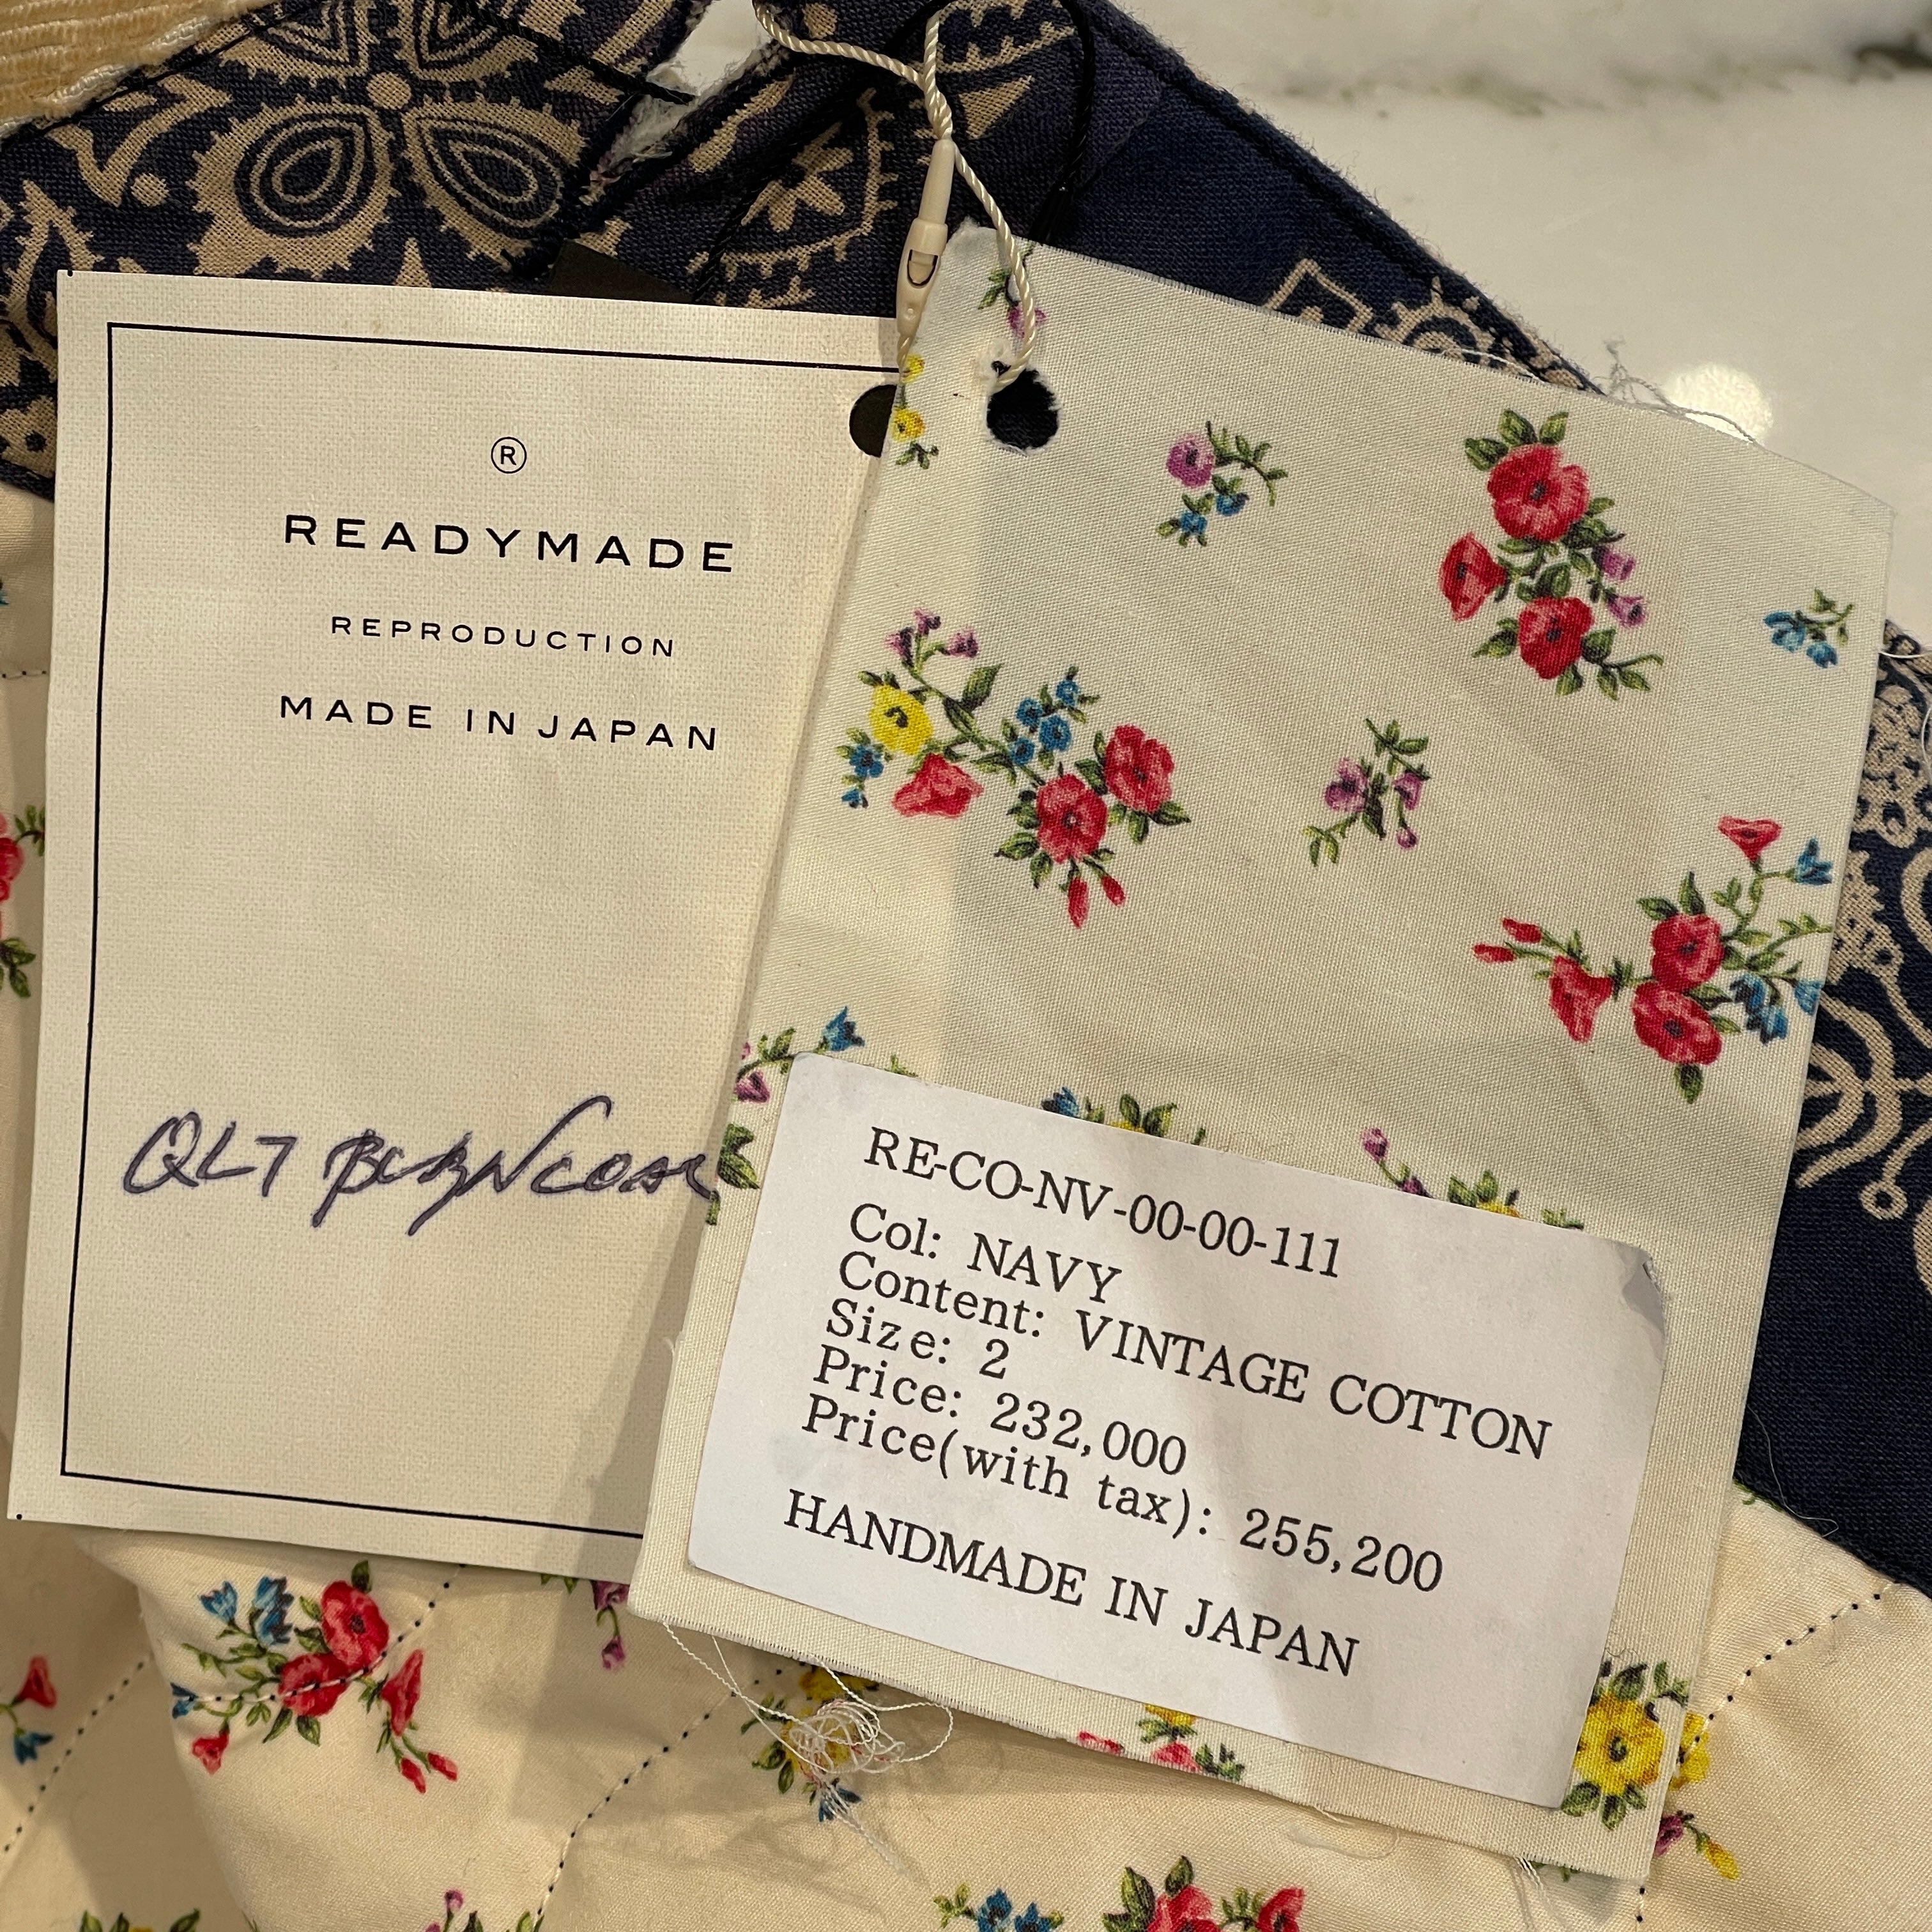 ®
READYMADE
REPRODUCTION
MADE IN JAPAN
QLT
RE-CO-NV-00-00-111
Col: NAVY
Content: VINTAGE COTTON
Size: 2
Price: 232,000
Price(with tax): 255,200
HANDMADE IN JAPAN